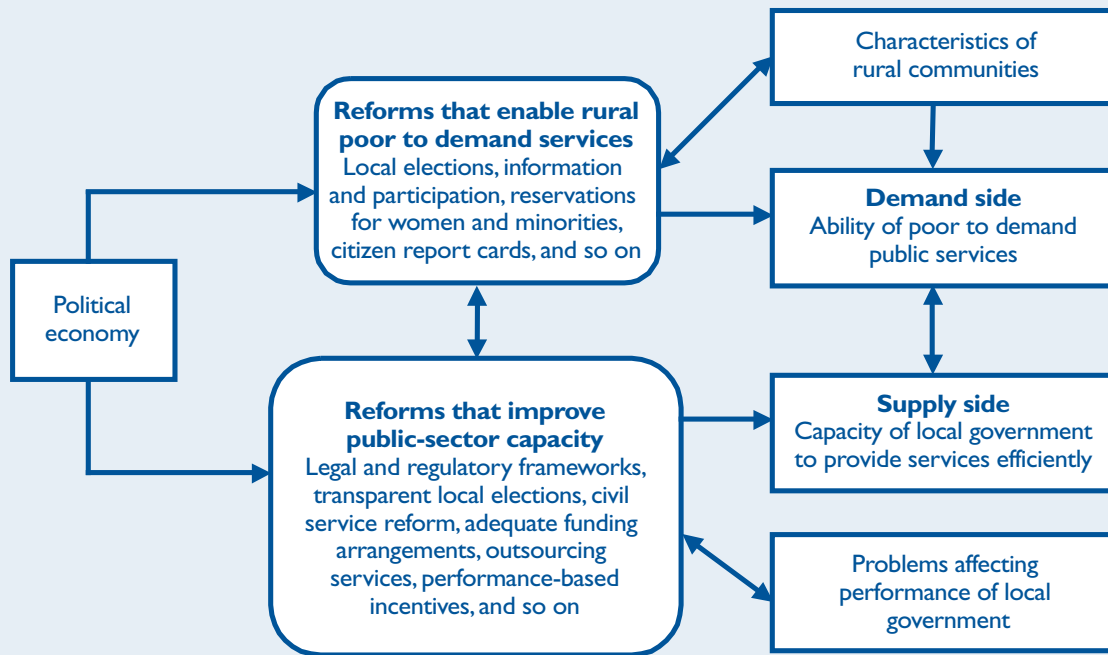 Political
economy
Reforms that enable rural
poor to demand services
Local elections, information
and participation, reservations
for women and minorities,
citizen report cards, and so on
Reforms that improve
public-sector capacity
Legal and regulatory frameworks,
transparent local elections, civil
service reform, adequate funding
arrangements, outsourcing
services, performance-based
incentives, and so on
Characteristics of
rural communities
Demand side
Ability of poor to demand
public services
Supply side
Capacity of local government
to provide services efficiently
Problems affecting
performance of local
government